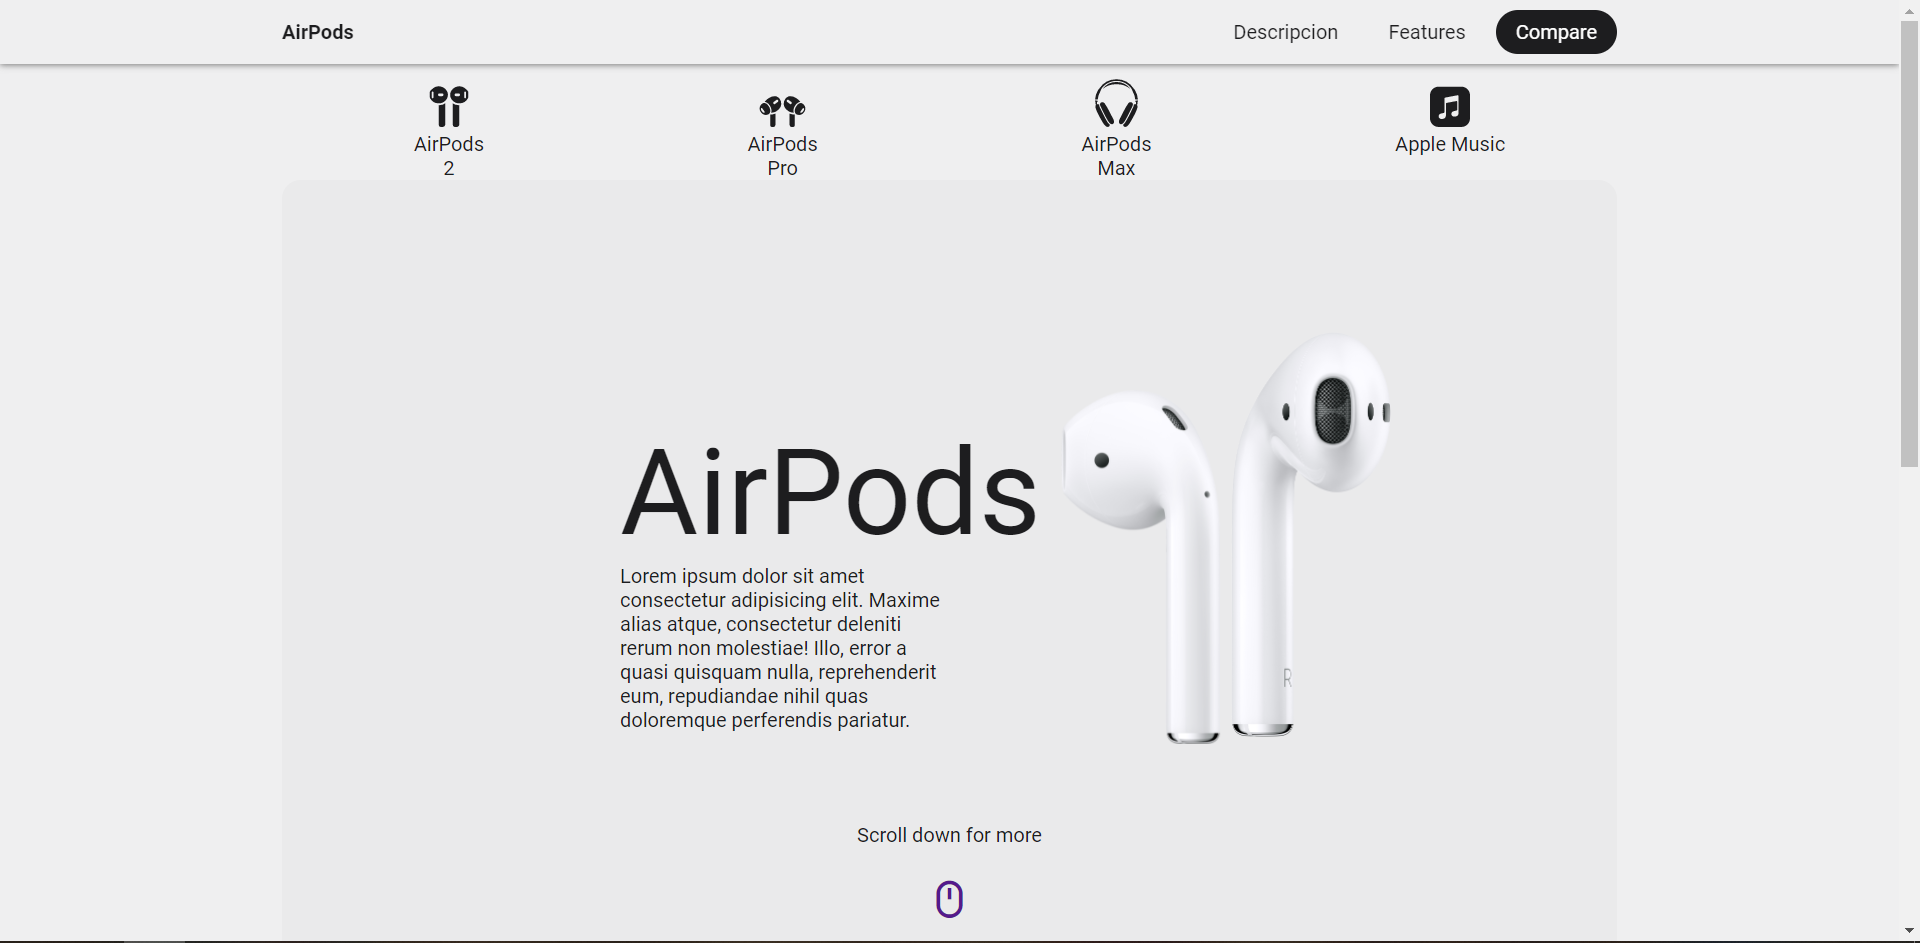 AirPods
Descripcion
Features
Compare
AirPods
2
AirPods
Pro
AirPods
Max
Apple Music
AirPods
Lorem ipsum dolor sit amet
consectetur adipisicing elit. Maxime
alias atque, consectetur deleniti
rerum non molestiae! Illo, error a
quasi quisquam nulla, reprehenderit
eum, repudiandae nihil quas
doloremque perferendis pariatur.
R
Scroll down for more